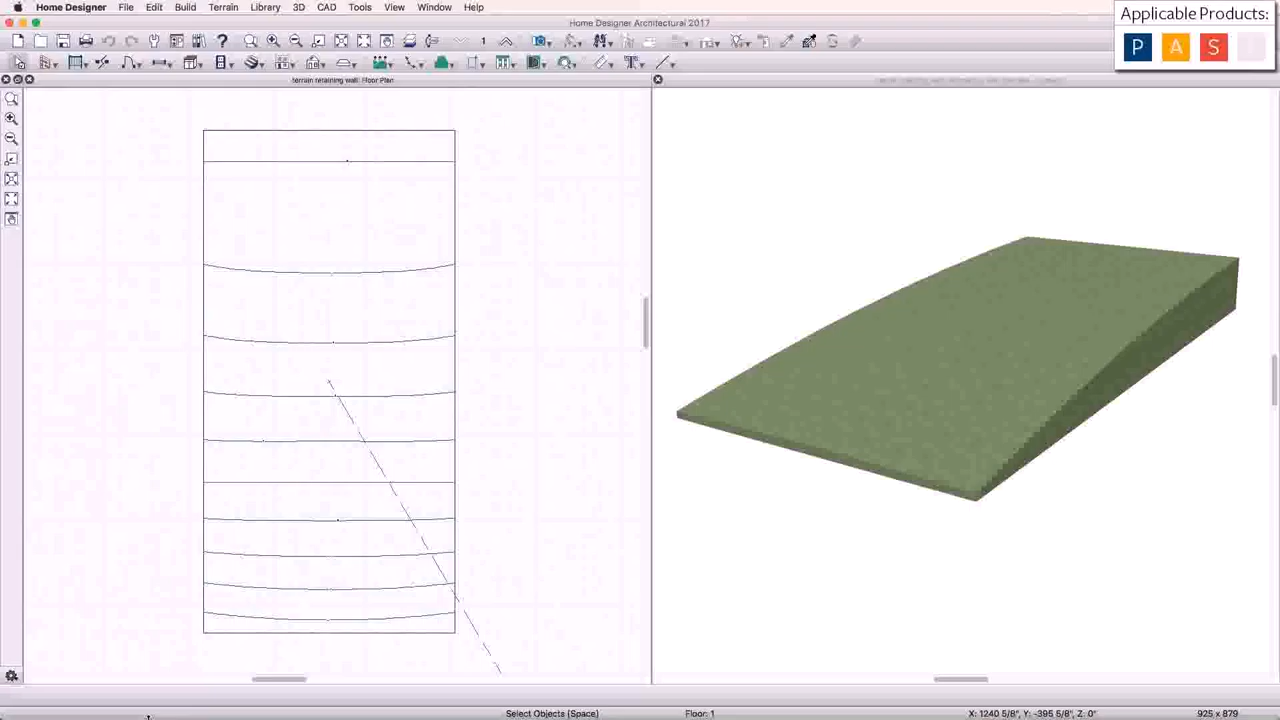 Home Designer File Edit Build Terrain Library 3D CAD Tools View Window Help
Applicable Products:
P A S
Home Designer Architectural 2017
terrain retaining wall: Floor Plan
Select Objects [Space]
Floor: 1
X: 1240 5/8", Y: -395 5/8", Z: 0"
925 x 879